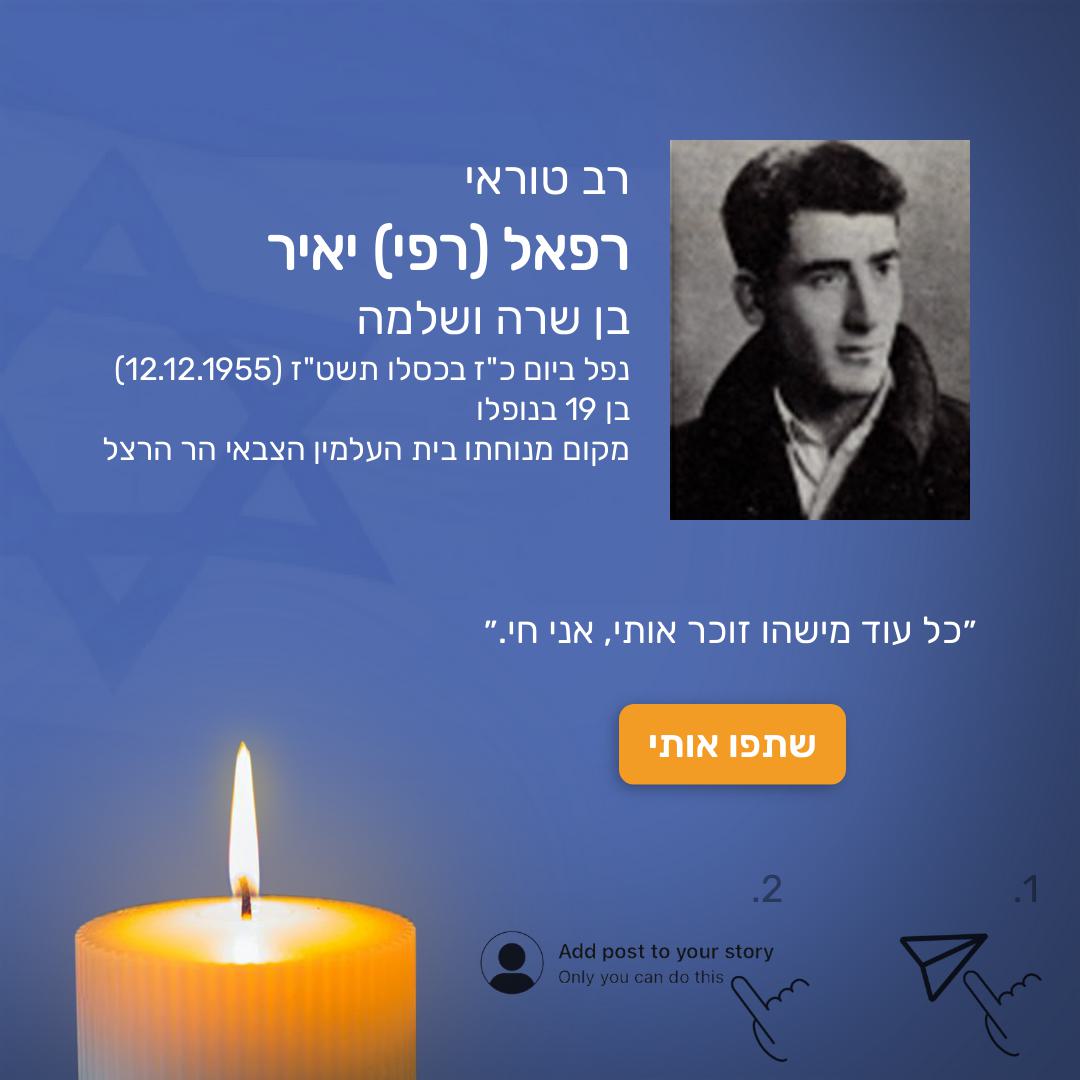 רב טוראי
רפאל (רפי) יאיר
בן שרה ושלמה
נפל ביום כ"ז בכסלו תשט"ז (12.12.1955)
בן 19 בנופלו
מקום מנוחתו בית העלמין הצבאי הר הרצל
״כל עוד מישהו זוכר אותי, אני חי.״
שתפו אותי
.1
.2
Add post to your story
Only you can do this